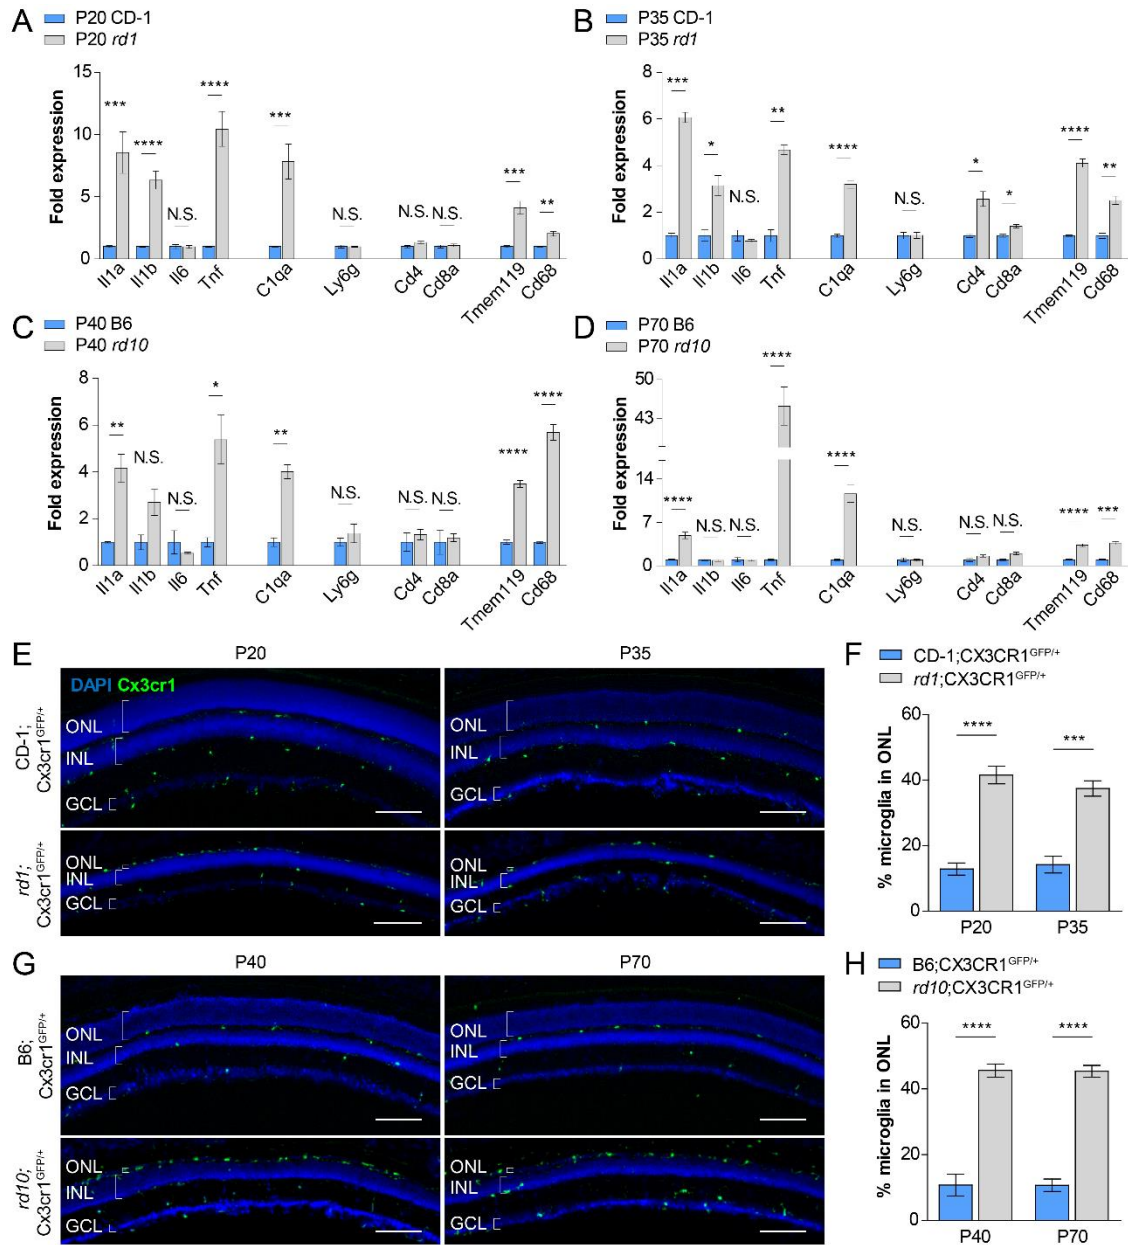 A
P20 CD-1
P20 rd1
Fold expression
15
10
5
0
***
****
N.S.
****
***
N.S.
N.S.
N.S.
***
**
Il1a
Il1b
Il6
Tnf
C1qa
Ly6g
Cd4
Cd8a
Tmem119
Cd68
B
P35 CD-1
P35 rd1
Fold expression
8
6
4
2
0
***
*
N.S.
**
****
N.S.
*
*
****
**
Il1a
Il1b
Il6
Tnf
C1qa
Ly6g
Cd4
Cd8a
Tmem119
Cd68
C
P40 B6
P40 rd10
Fold expression
8
6
4
2
0
**
N.S.
N.S.
*
**
N.S.
N.S.
N.S.
****
****
Il1a
Il1b
Il6
Tnf
C1qa
Ly6g
Cd4
Cd8a
Tmem119
Cd68
D
P70 B6
P70 rd10
Fold expression
50
43
14
7
0
****
N.S.
N.S.
****
****
N.S.
N.S.
N.S.
****
***
Il1a
Il1b
Il6
Tnf
C1qa
Ly6g
Cd4
Cd8a
Tmem119
Cd68
E
P20
P35
CD-1;
Cx3cr1GFP/+
DAPI Cx3cr1
ONL
INL
GCL
ONL
INL
GCL
rd1;
Cx3cr1GFP/+
ONL
INL
GCL
ONL
INL
GCL
F
CD-1;CX3CR1GFP/+
rd1;CX3CR1GFP/+
% microglia in ONL
60
40
20
0
****
***
P20
P35
G
P40
P70
B6;
Cx3cr1GFP/+
ONL
INL
GCL
ONL
INL
GCL
rd10;
Cx3cr1GFP/+
ONL
INL
GCL
ONL
INL
GCL
H
B6;CX3CR1GFP/+
rd10;CX3CR1GFP/+
% microglia in ONL
60
40
20
0
****
****
P40
P70